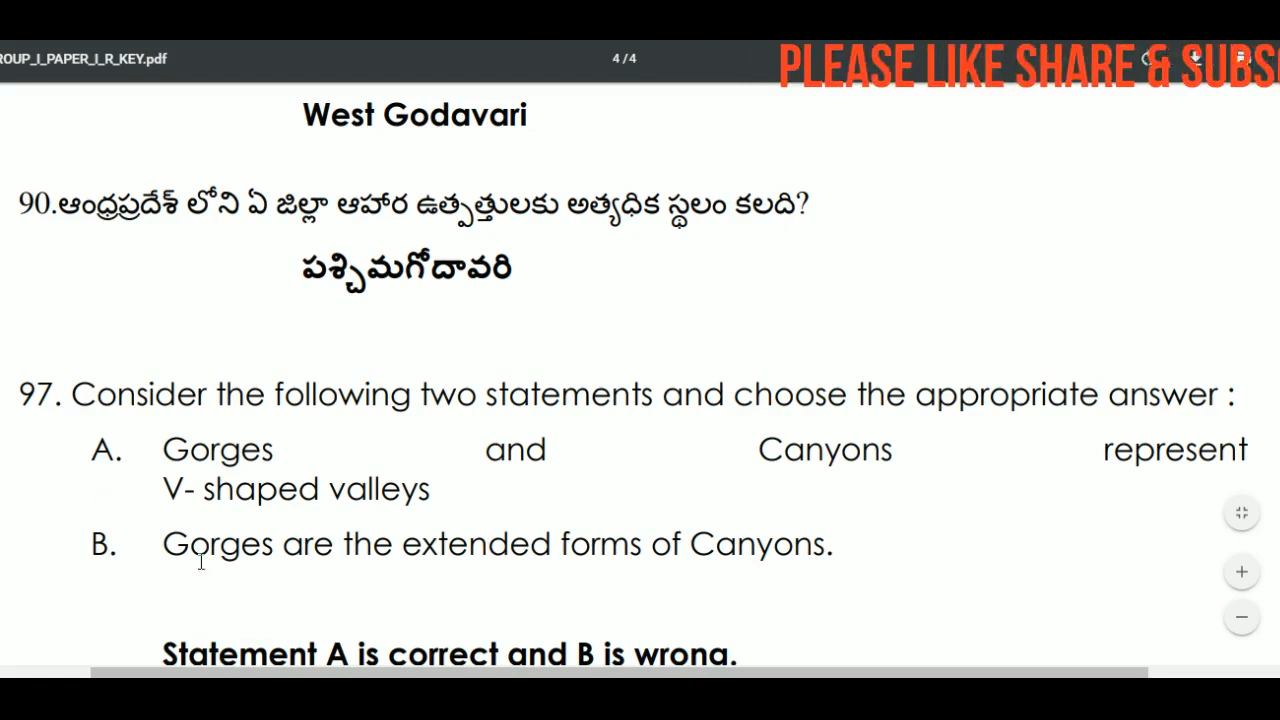 ROUP_I_PAPER_I_R_KEY.pdf 4 / 4 PLEASE LIKE SHARE & SUBS
West Godavari
90.ఆంధ్రప్రదేశ్ లోని ఏ జిల్లా ఆహార ఉత్పత్తులకు అత్యధిక స్థలం కలది?
పశ్చిమగోదావరి
97. Consider the following two statements and choose the appropriate answer :
A. Gorges and Canyons represent
V- shaped valleys
B. Gorges are the extended forms of Canyons.
Statement A is correct and B is wrong.